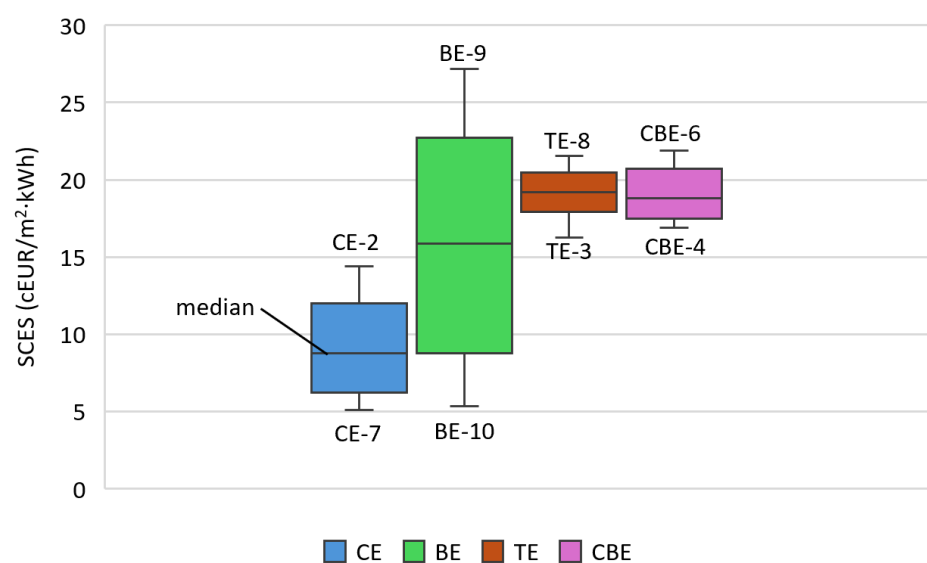 30
25
20
15
10
5
0
SCES (cEUR/m²·kWh)
BE-9
TE-8
CBE-6
CE-2
TE-3
CBE-4
median
CE-7
BE-10
CE BE TE CBE